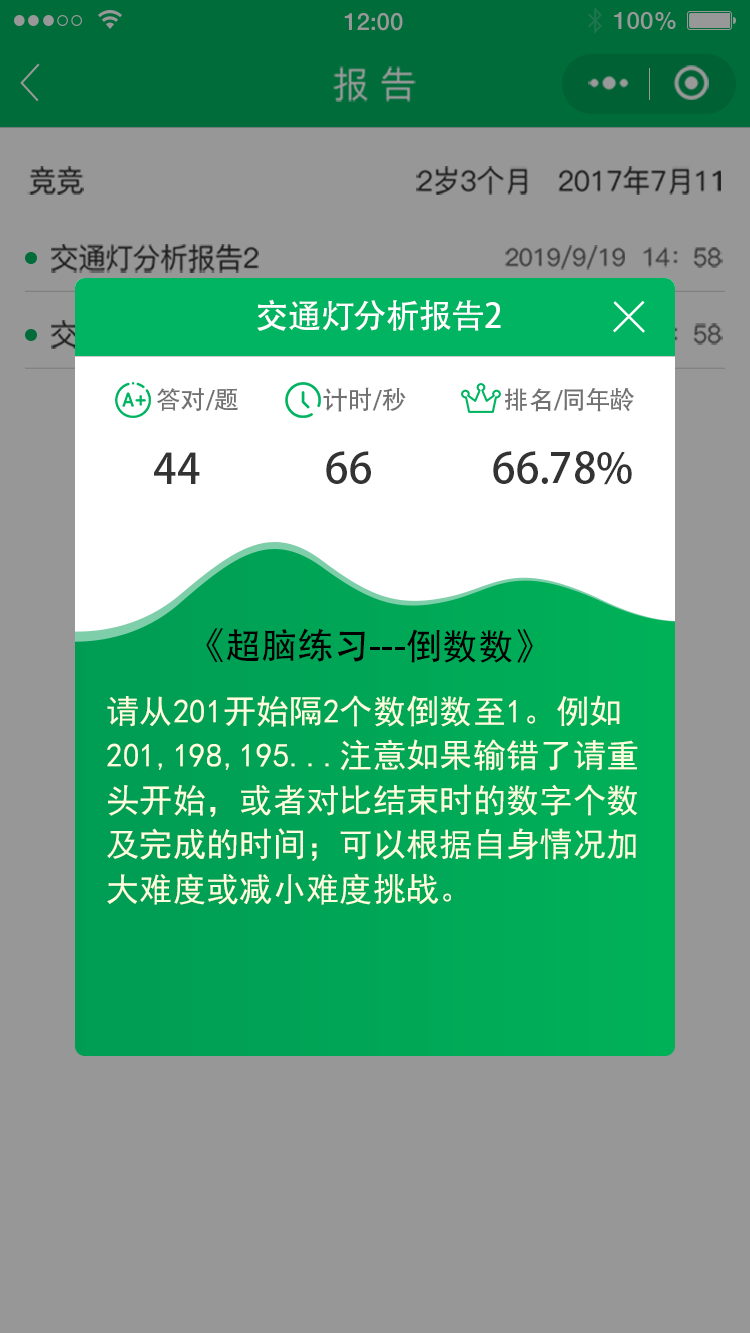 12:00 100%
报告
竞竞 2岁3个月 2017年7月11
交通灯分析报告2 2019/9/19 14: 58
交 : 58
交通灯分析报告2
A+ 答对/题 计时/秒 排名/同年龄
44 66 66.78%
《超脑练习---倒数数》
请从201开始隔2个数倒数至1。例如
201,198,195...注意如果输错了请重
头开始，或者对比结束时的数字个数
及完成的时间；可以根据自身情况加
大难度或减小难度挑战。